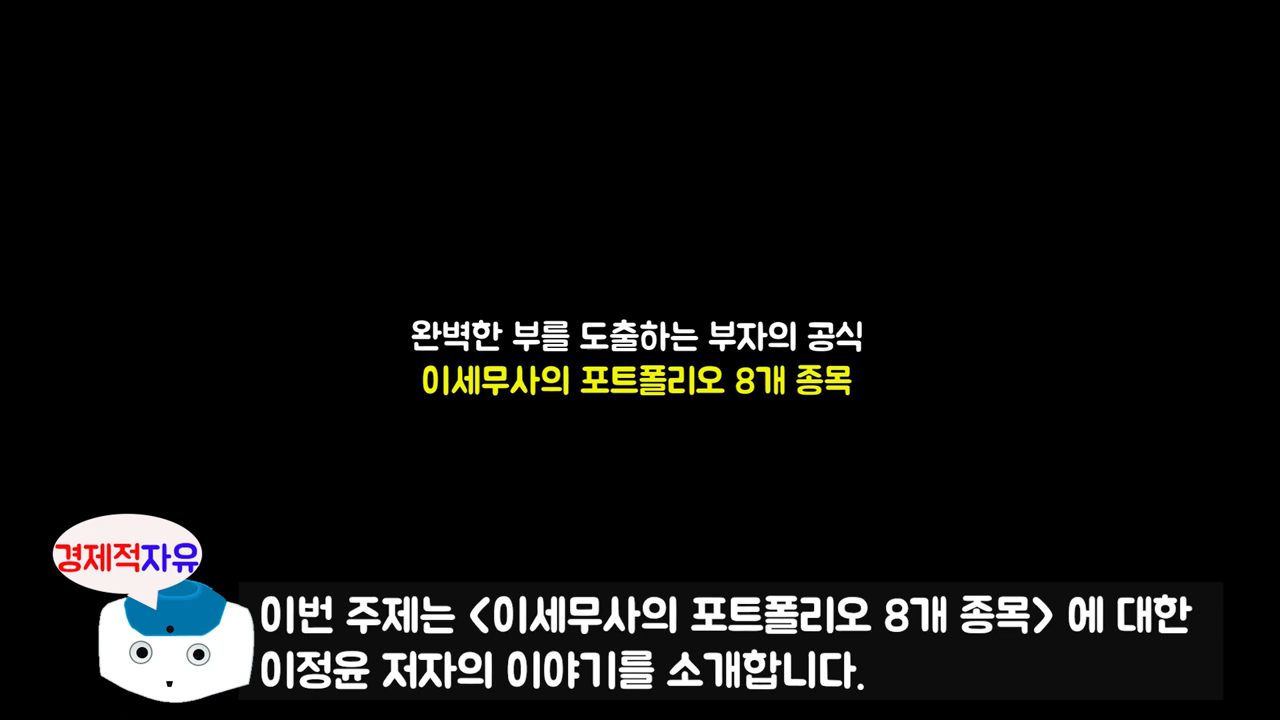 완벽한 부를 도출하는 부자의 공식
이세무사의 포트폴리오 8개 종목
경제적자유
이번 주제는 <이세무사의 포트폴리오 8개 종목> 에 대한
이정윤 저자의 이야기를 소개합니다.